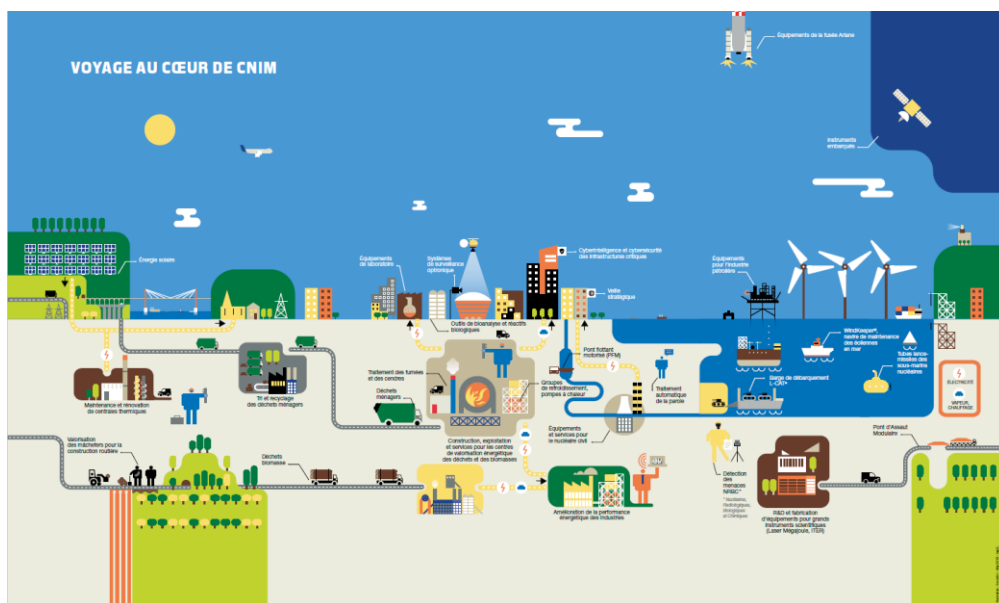 VOYAGE AU CŒUR DE CNIM
Équipements de la fusée Ariane
Instruments
embarqués
Énergie solaire
Équipements
de laboratoire
Systèmes
de surveillance
optronique
Cyberintelligence et cybersécurité
des infrastructures critiques
Veille
stratégique
Équipements
pour l'industrie
pétrolière
Outils de bioanalyse et réactifs
biologiques
Pont flottant
motorisé (PFM)
WindKeeper®,
navire de maintenance
des éoliennes
en mer
Tubes lance-
missiles des
sous-marins
nucléaires
Maintenance et rénovation
de centrales thermiques
Tri et recyclage
des déchets ménagers
Traitement des fumées
et des cendres
Déchets
ménagers
Groupes
de refroidissement,
pompes à chaleur
Traitement
automatique
de la parole
Barge de débarquement
L-CAT®
ÉLECTRICITÉ
VAPEUR,
CHAUFFAGE
Valorisation
des mâchefers pour la
construction routière
Déchets
biomasse
Construction, exploitation
et services pour les centres
de valorisation énergétique
des déchets et des biomasses
Équipements
et services pour
le nucléaire civil
Pont d'Assaut
Modulaire
Détection
des
menaces
NRBC*
* Nucléaires,
Radiologiques,
Biologiques
et Chimiques
Amélioration de la performance
énergétique des industries
R&D et fabrication
d'équipements pour grands
instruments scientifiques
(Laser Mégajoule, ITER)